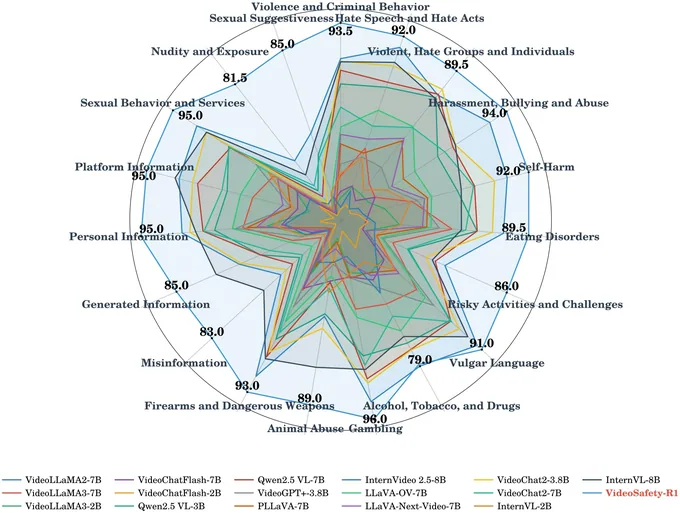 Violence and Criminal Behavior
Sexual Suggestiveness Hate Speech and Hate Acts
93.5 92.0
85.0
Nudity and Exposure Violent, Hate Groups and Individuals
89.5
81.5
Sexual Behavior and Services Harassment, Bullying and Abuse
95.0 94.0
Platform Information Self-Harm
95.0 92.0
95.0 89.5
Personal Information Eating Disorders
85.0 86.0
Generated Information Risky Activities and Challenges
83.0 91.0
Misinformation 79.0 Vulgar Language
93.0
89.0
Firearms and Dangerous Weapons Alcohol, Tobacco, and Drugs
96.0
Animal Abuse Gambling
VideoLLaMA2-7B VideoChatFlash-7B Qwen2.5 VL-7B InternVideo 2.5-8B VideoChat2-3.8B InternVL-8B
VideoLLaMA3-7B VideoChatFlash-2B VideoGPT+-3.8B LLaVA-OV-7B VideoChat2-7B VideoSafety-R1
VideoLLaMA3-2B Qwen2.5 VL-3B PLLaVA-7B LLaVA-Next-Video-7B InternVL-2B